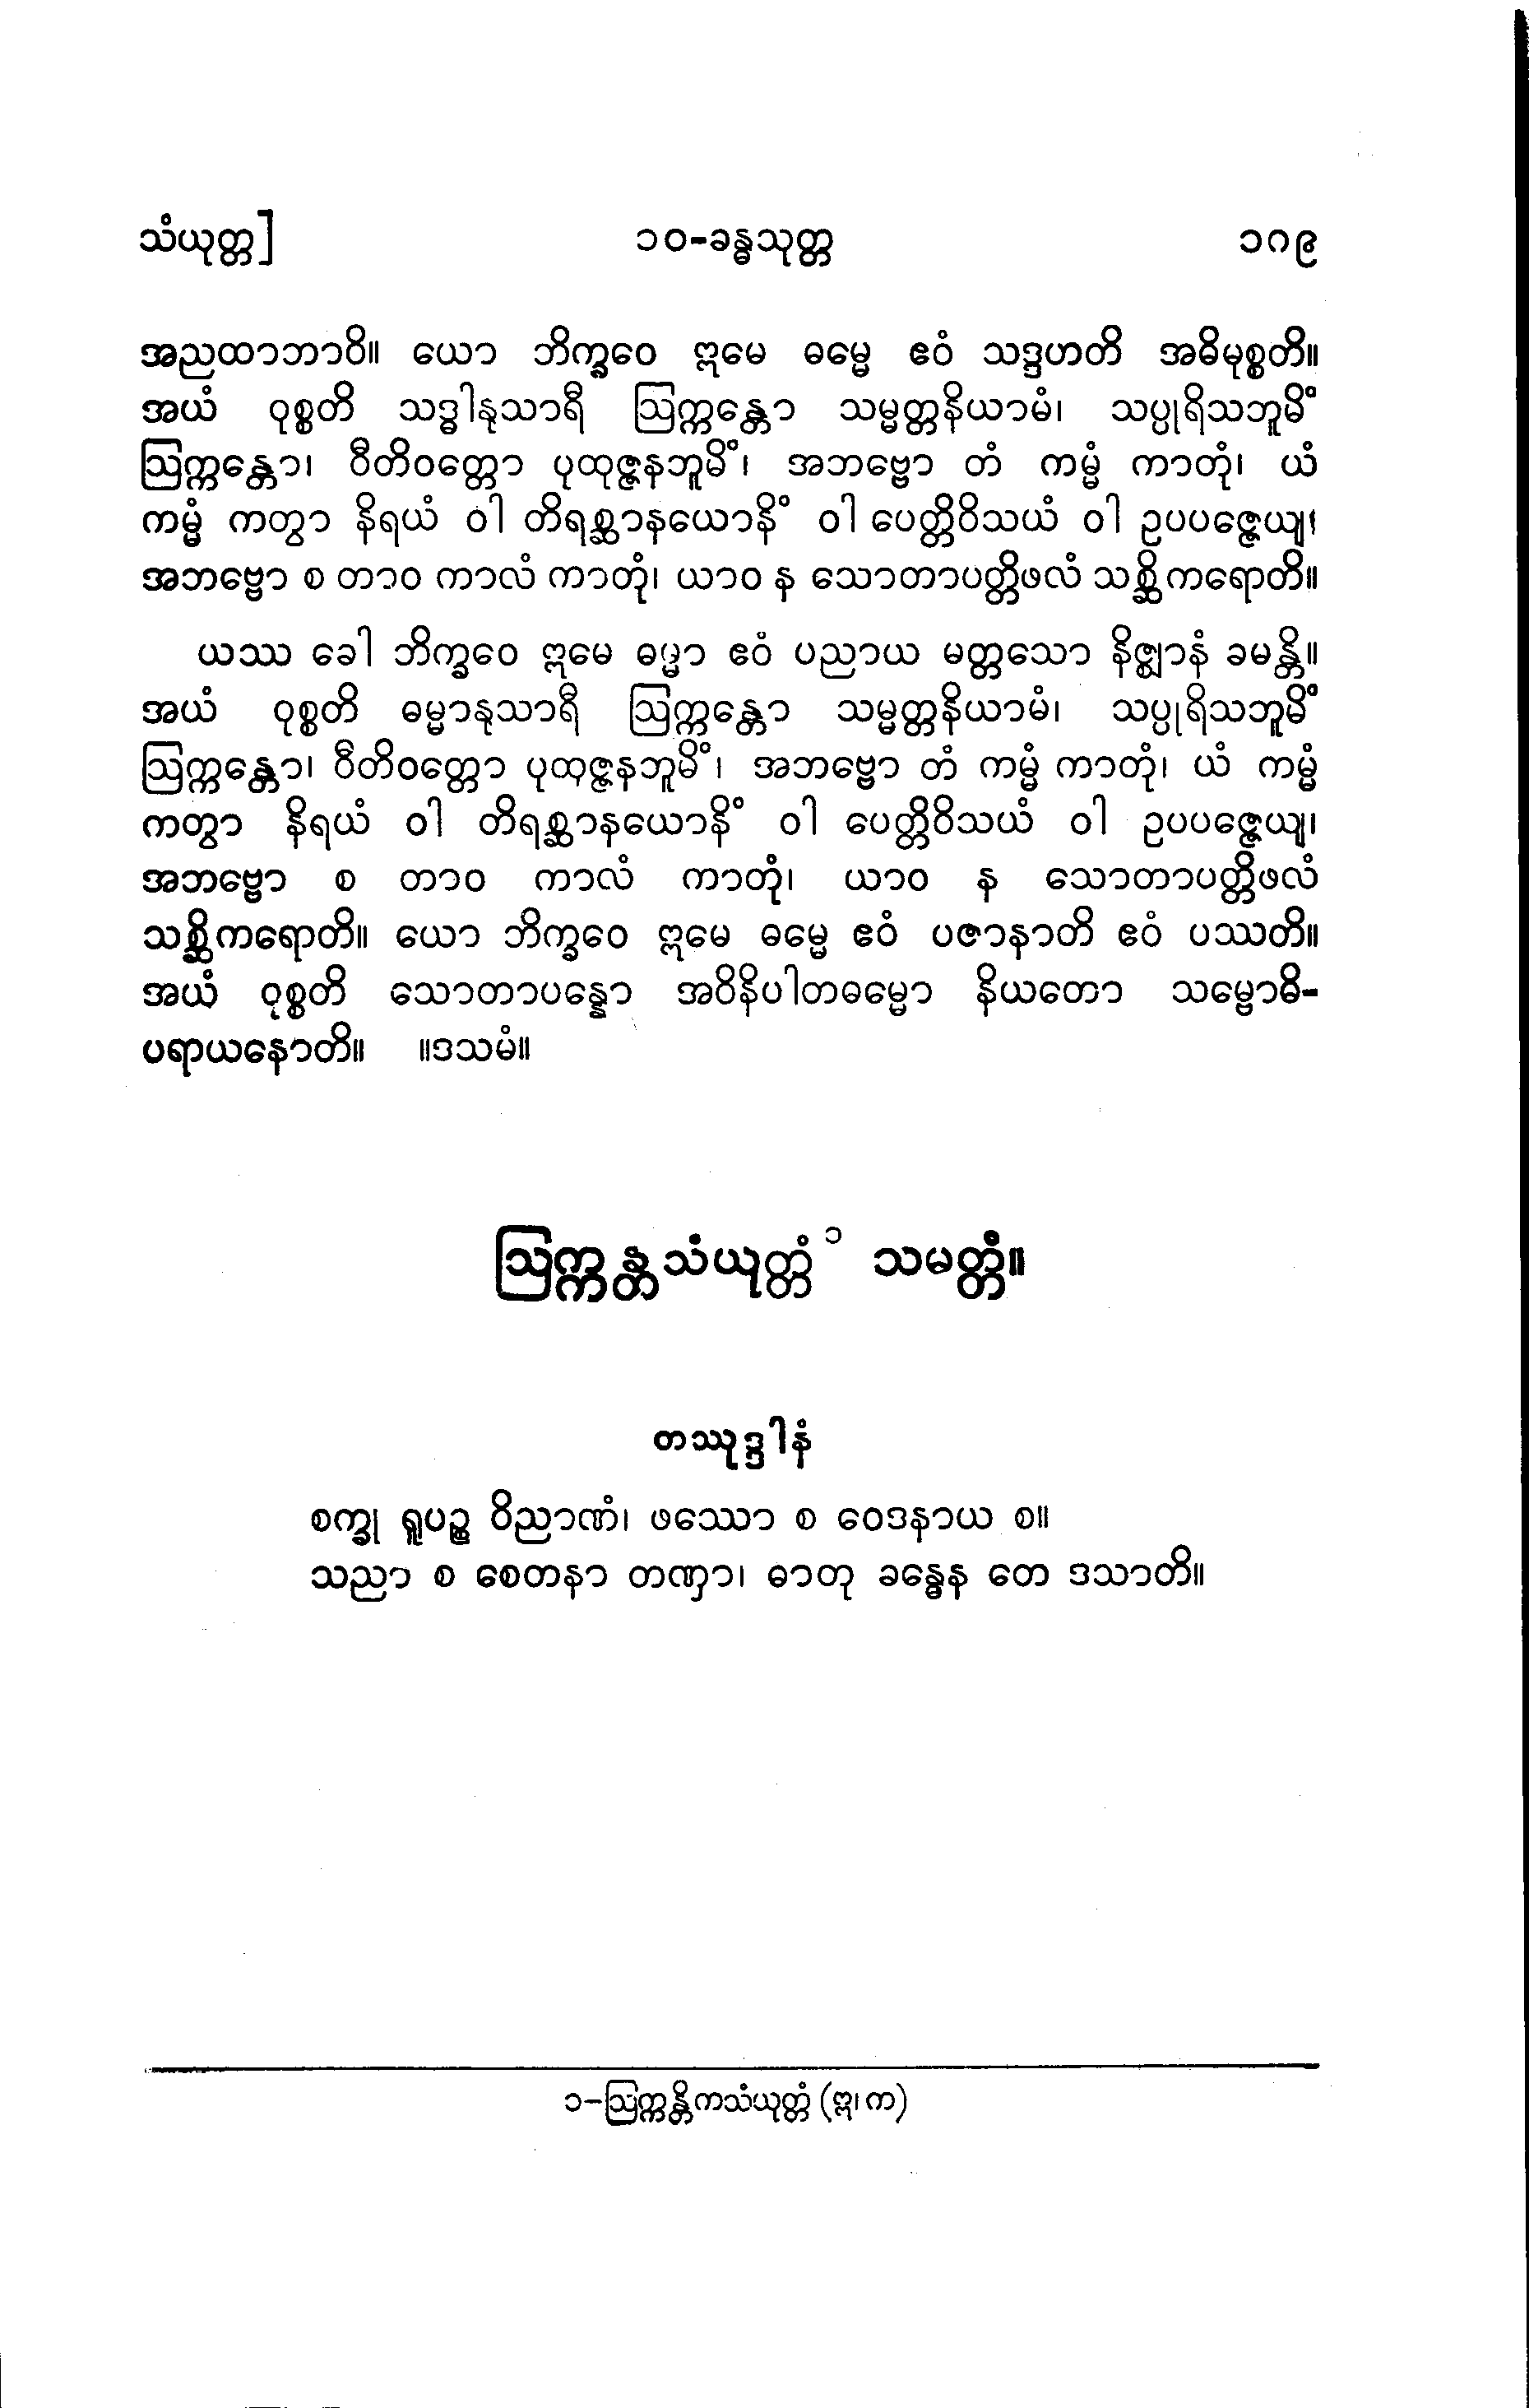 သံယုတ္တ]
၁၀-ခန္ဓသုတ္တ
၁၈၉
အညထာဘာဝိ။ ယော ဘိက္ခဝေ ဣမေ ဓမ္မေ ဧဝံ သဒ္ဒဟတိ အဓိမုစ္စတိ။
အယံ ဝုစ္စတိ သဒ္ဓါနုသာရီ ဩက္ကန္တော သမ္မတ္တနိယာမံ၊ သပ္ပုရိသဘူမိံ
ဩက္ကန္တော၊ ဝီတိဝတ္တော ပုထုဇ္ဇနဘူမိံ၊ အဘဗ္ဗော တံ ကမ္မံ ကာတုံ၊ ယံ
ကမ္မံ ကတွာ နိရယံ ဝါ တိရစ္ဆာနယောနိံ ဝါ ပေတ္တိဝိသယံ ဝါ ဥပပဇ္ဇေယျ၊
အဘဗ္ဗော စ တာဝ ကာလံ ကာတုံ၊ ယာဝ န သောတာပတ္တိဖလံ သစ္ဆိကရောတိ။
ယဿ ခေါ ဘိက္ခဝေ ဣမေ ဓမ္မာ ဧဝံ ပညာယ မတ္တသော နိဇ္ဈာနံ ခမန္တိ။
အယံ ဝုစ္စတိ ဓမ္မာနုသာရီ ဩက္ကန္တော သမ္မတ္တနိယာမံ၊ သပ္ပုရိသဘူမိံ
ဩက္ကန္တော၊ ဝီတိဝတ္တော ပုထုဇ္ဇနဘူမိံ၊ အဘဗ္ဗော တံ ကမ္မံ ကာတုံ၊ ယံ ကမ္မံ
ကတွာ နိရယံ ဝါ တိရစ္ဆာနယောနိံ ဝါ ပေတ္တိဝိသယံ ဝါ ဥပပဇ္ဇေယျ၊
အဘဗ္ဗော စ တာဝ ကာလံ ကာတုံ၊ ယာဝ န သောတာပတ္တိဖလံ
သစ္ဆိကရောတိ။ ယော ဘိက္ခဝေ ဣမေ ဓမ္မေ ဧဝံ ပဇာနာတိ ဧဝံ ပဿတိ။
အယံ ဝုစ္စတိ သောတာပန္နော အဝိနိပါတဓမ္မော နိယတော သမ္ဗောဓိ-
ပရာယနောတိ။ ။ဒသမံ။
ဩက္ကန္တသံယုတ္တံ ၁ သမတ္တံ။
တဿုဒ္ဒါနံ
စက္ခု ရူပဉ္စ ဝိညာဏံ၊ ဖဿော စ ဝေဒနာယ စ။
သညာ စ စေတနာ တဏှာ၊ ဓာတု ခန္ဓေန တေ ဒသာတိ။
၁-ဩက္ကန္တိကသံယုတ္တံ (ဣ၊ က)